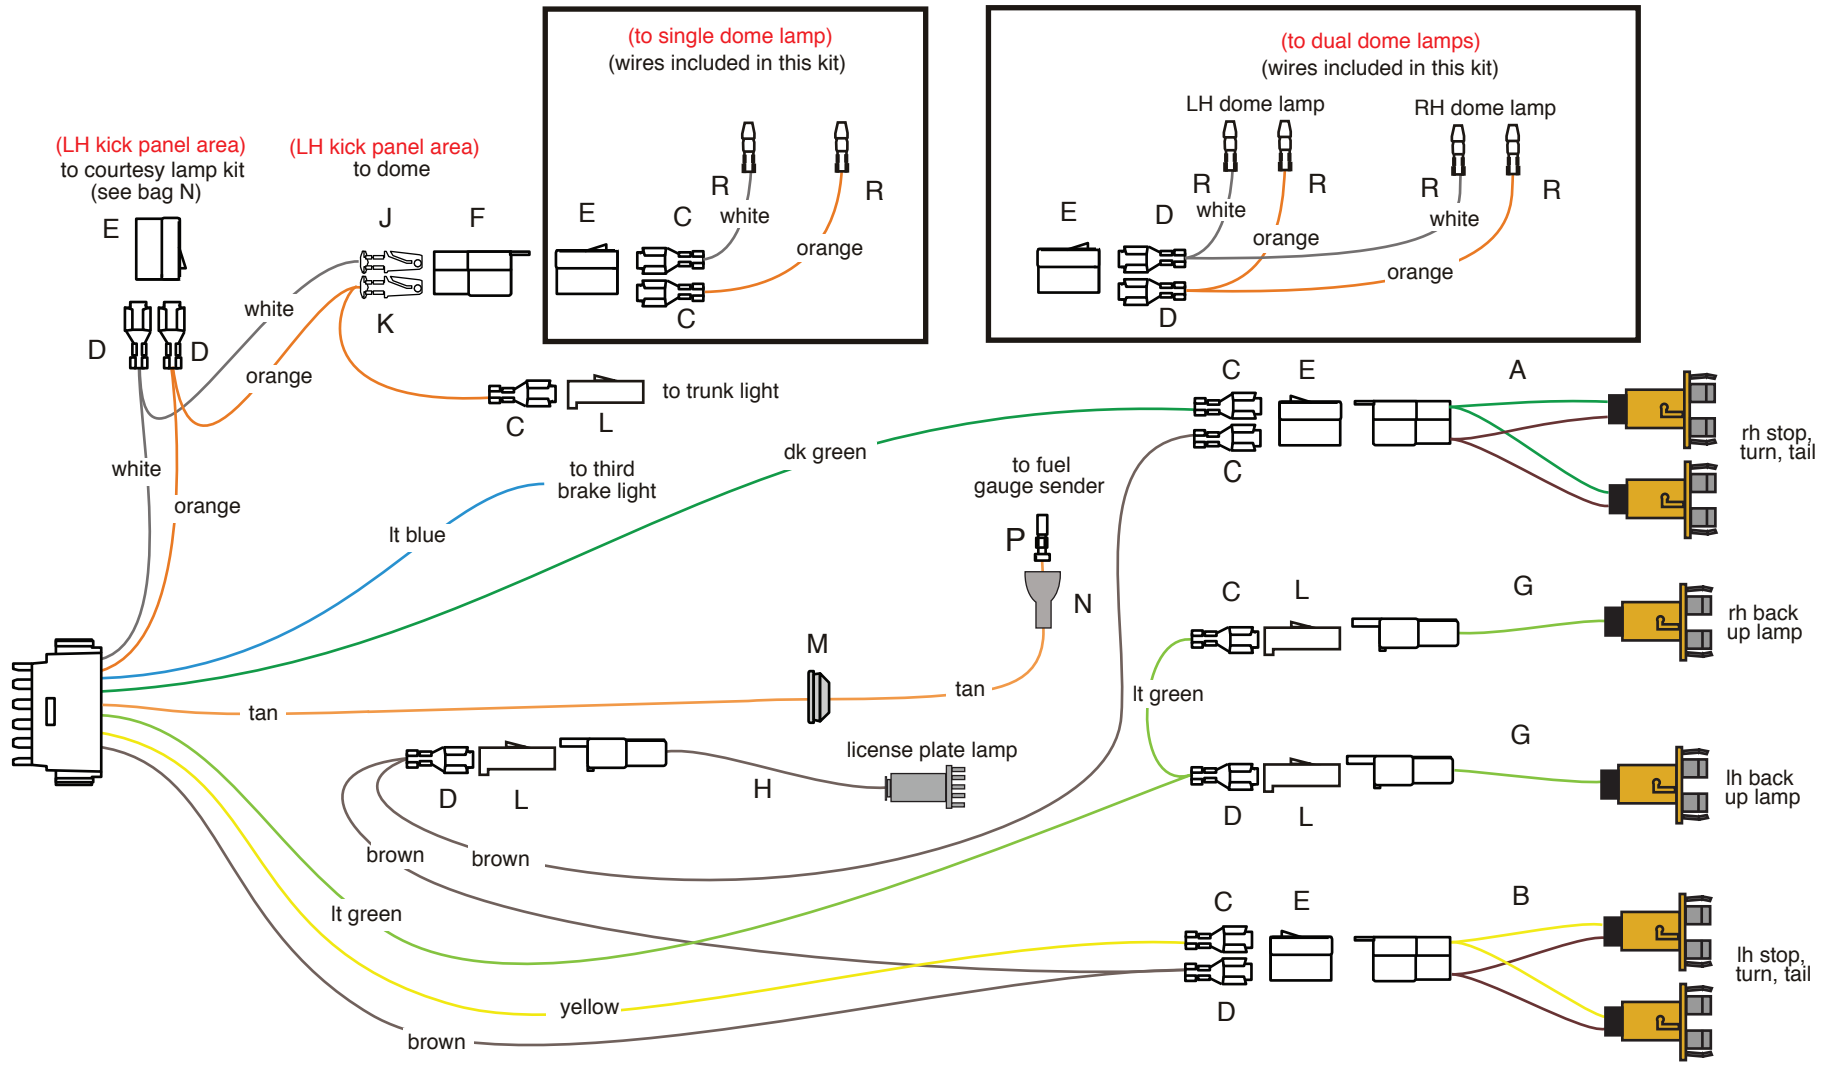 (to single dome lamp)
(wires included in this kit)
R
white
R
orange
E
C
C
(to dual dome lamps)
(wires included in this kit)
LH dome lamp
RH dome lamp
R
R
R
R
white
orange
white
orange
E
D
D
(LH kick panel area)
to courtesy lamp kit
(see bag N)
E
D
D
(LH kick panel area)
to dome
J
F
K
white
orange
white
orange
C
L
to trunk light
to third
brake light
lt blue
dk green
to fuel
gauge sender
P
N
M
tan
tan
C
E
A
C
rh stop,
turn, tail
C
L
G
rh back
up lamp
lt green
G
D
L
lh back
up lamp
license plate lamp
D
L
H
brown
brown
lt green
yellow
brown
C
E
B
D
lh stop,
turn, tail